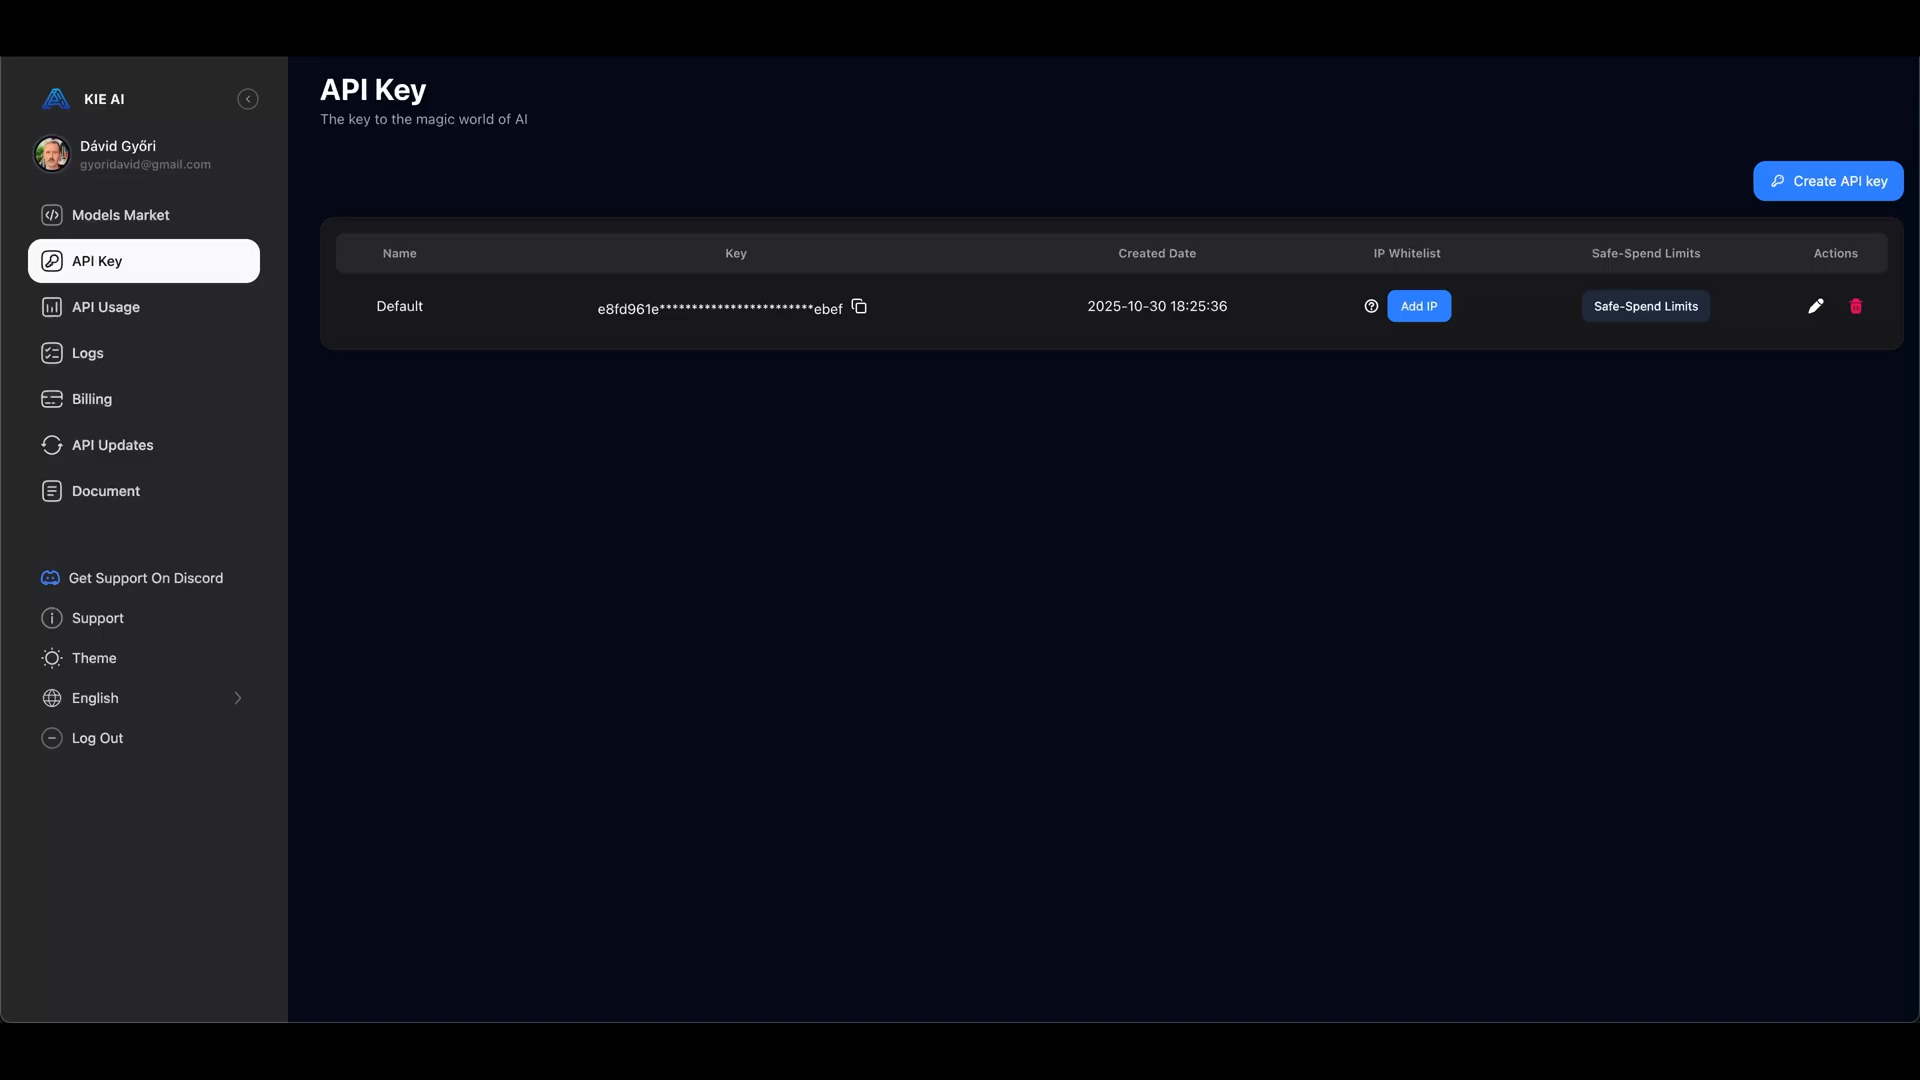 KIE AI
Dávid Győri
gyoridavid@gmail.com
Models Market
API Key
API Usage
Logs
Billing
API Updates
Document
Get Support On Discord
Support
Theme
English
Log Out
API Key
The key to the magic world of AI
Create API key
Name Key Created Date IP Whitelist Safe-Spend Limits Actions
Default e8fd961e************************ebef 2025-10-30 18:25:36 Add IP Safe-Spend Limits